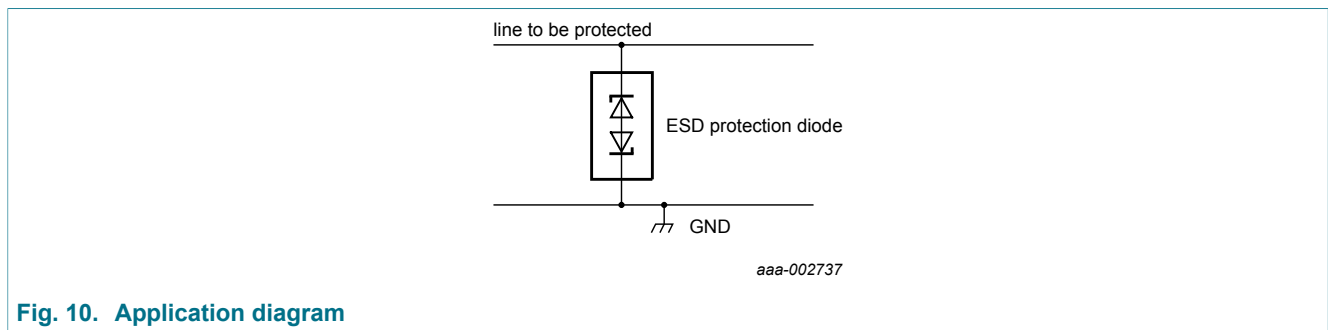 line to be protected
ESD protection diode
GND
aaa-002737
Fig. 10. Application diagram